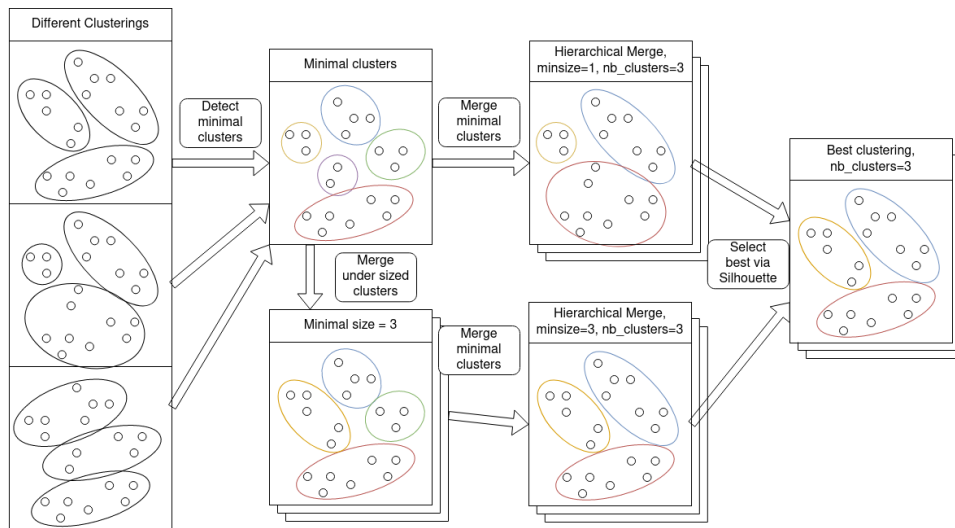 Different Clusterings
Detect
minimal
clusters
Minimal clusters
Merge
minimal
clusters
Hierarchical Merge,
minsize=1, nb_clusters=3
Merge
under sized
clusters
Minimal size = 3
Merge
minimal
clusters
Hierarchical Merge,
minsize=3, nb_clusters=3
Select
best via
Silhouette
Best clustering,
nb_clusters=3